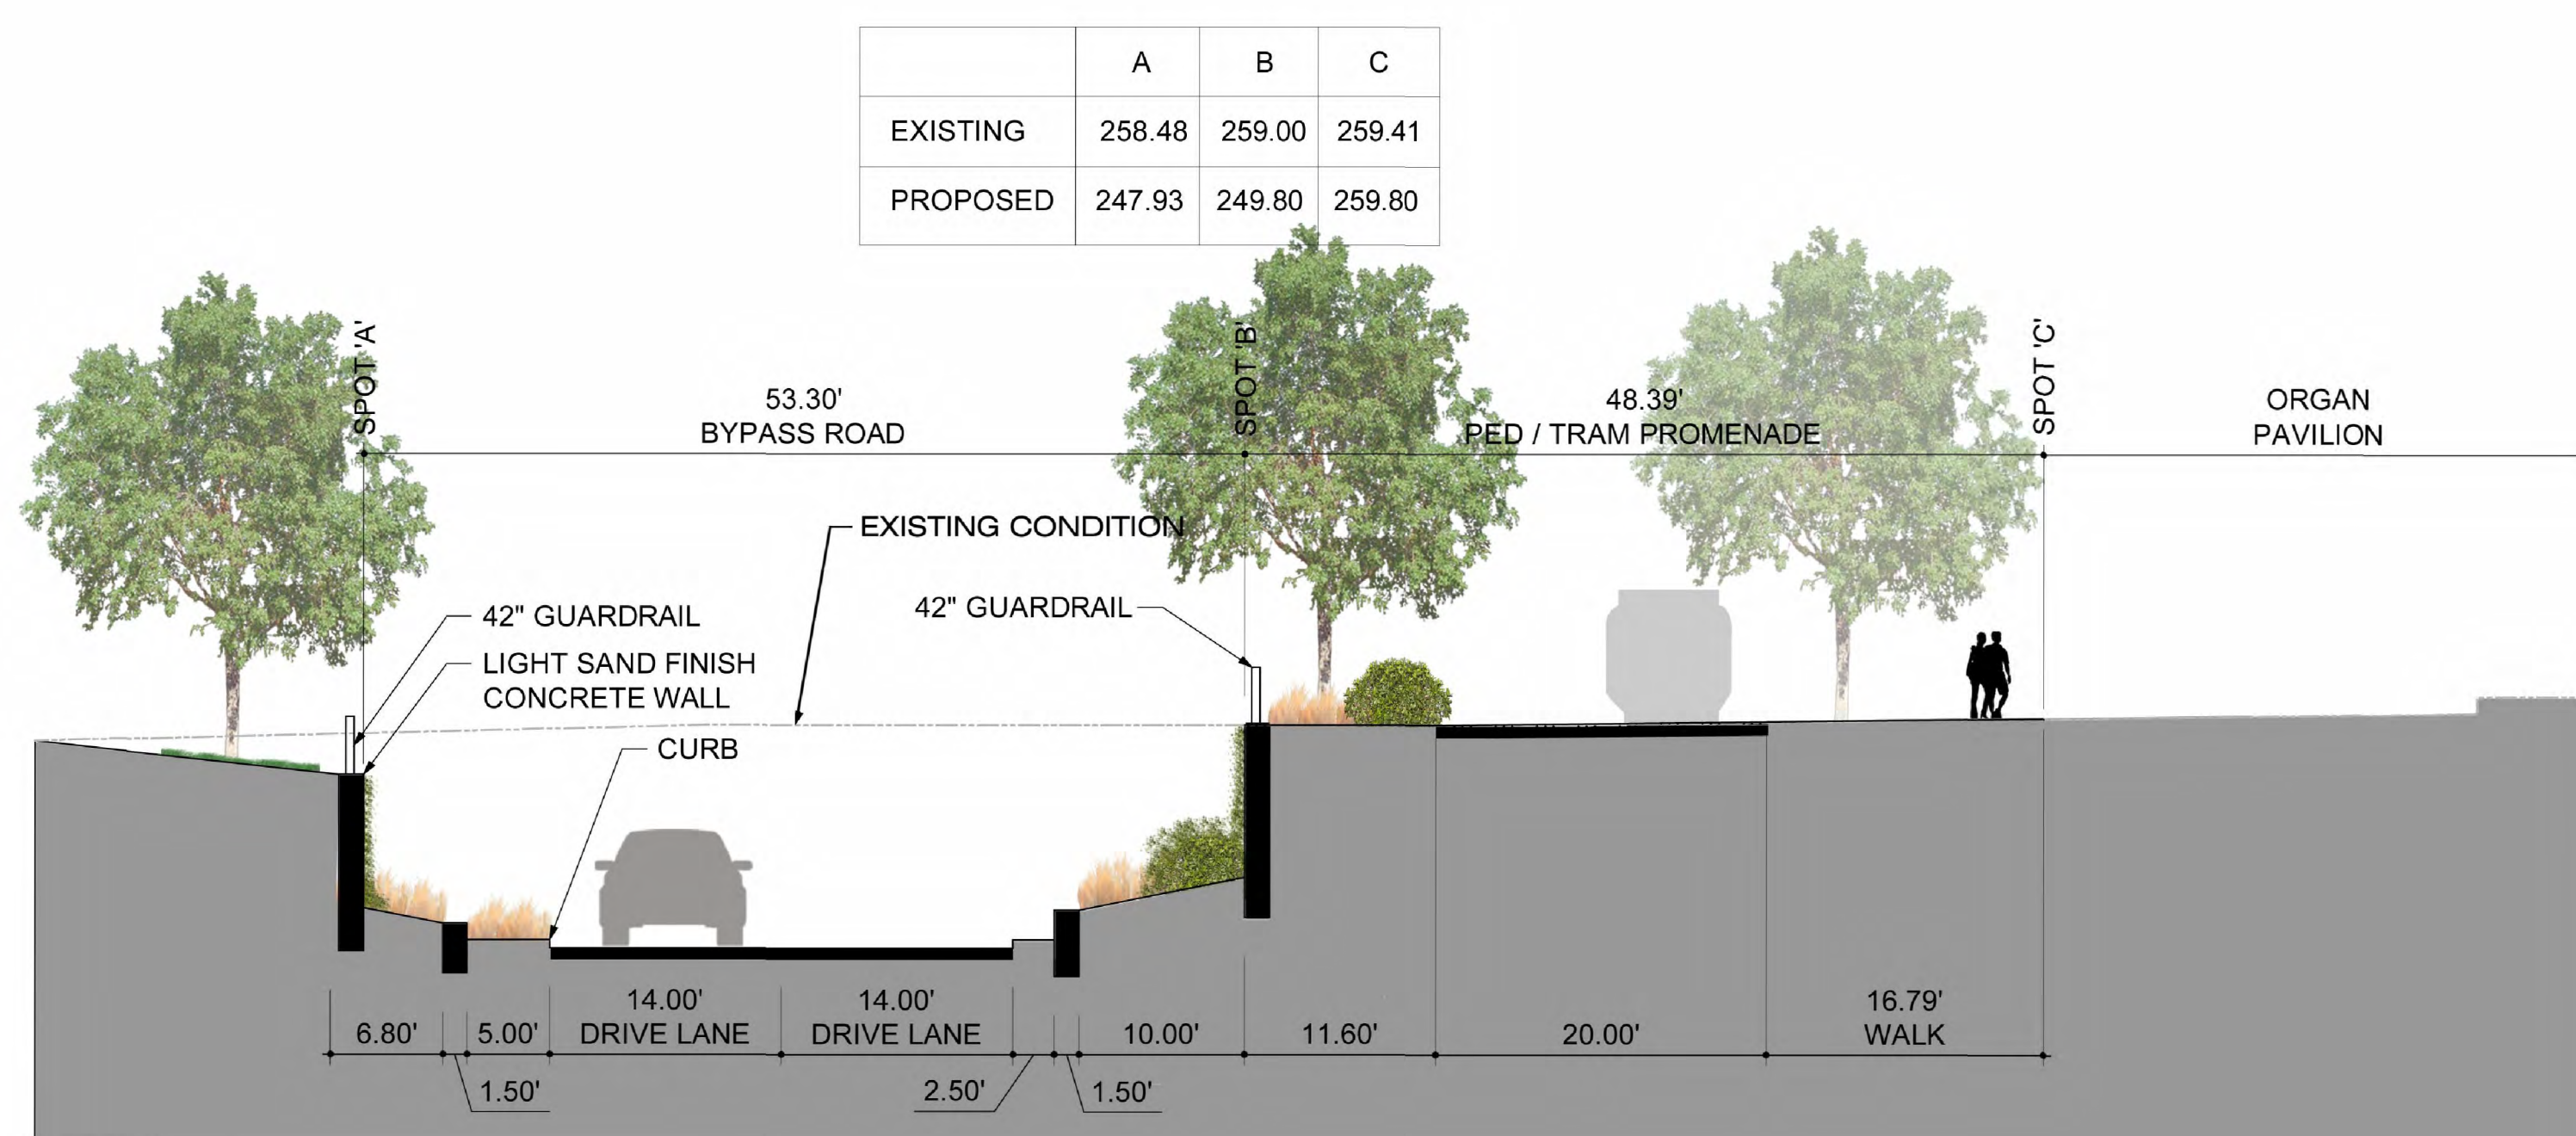 A B C
EXISTING 258.48 259.00 259.41
PROPOSED 247.93 249.80 259.80
SPOT 'A'
53.30'
BYPASS ROAD
SPOT 'B'
48.39'
PED / TRAM PROMENADE
SPOT 'C'
ORGAN
PAVILION
EXISTING CONDITION
42" GUARDRAIL
42" GUARDRAIL
LIGHT SAND FINISH
CONCRETE WALL
CURB
6.80'
1.50'
5.00'
14.00'
DRIVE LANE
14.00'
DRIVE LANE
2.50'
1.50'
10.00'
11.60'
20.00'
16.79'
WALK